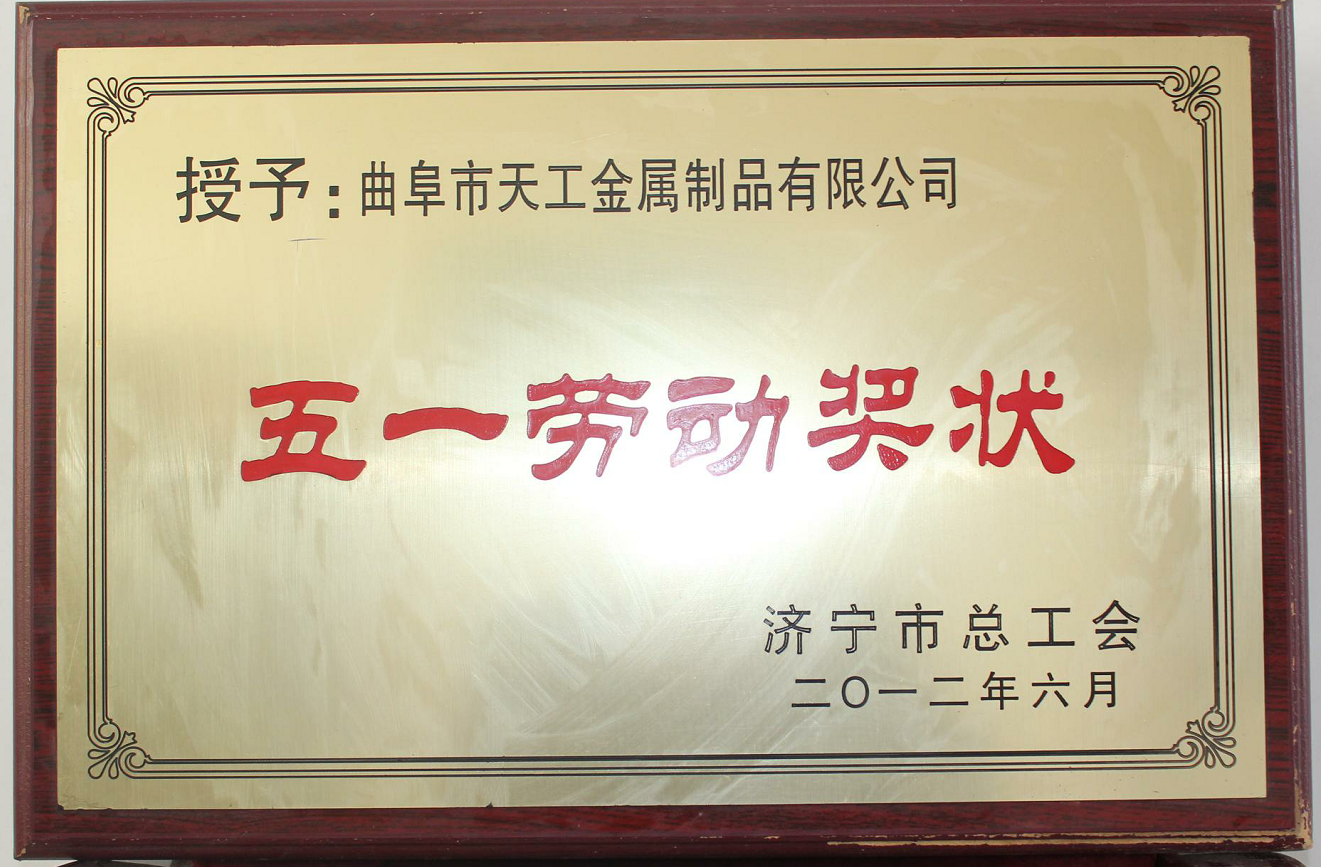 授予:曲阜市天工金属制品有限公司
五一劳动奖状
济宁市总工会
二〇一二年六月